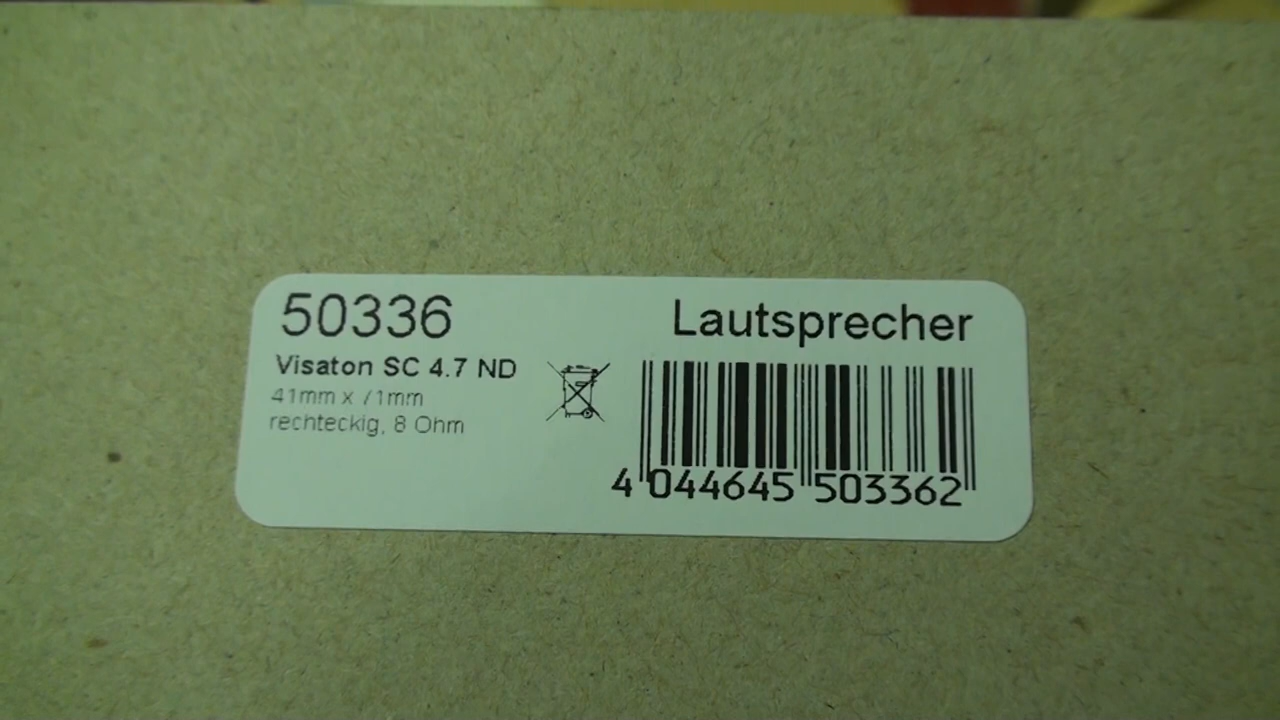 50336
Lautsprecher
Visaton SC 4.7 ND
41mm x 71mm
rechteckig, 8 Ohm
4 044645 503362